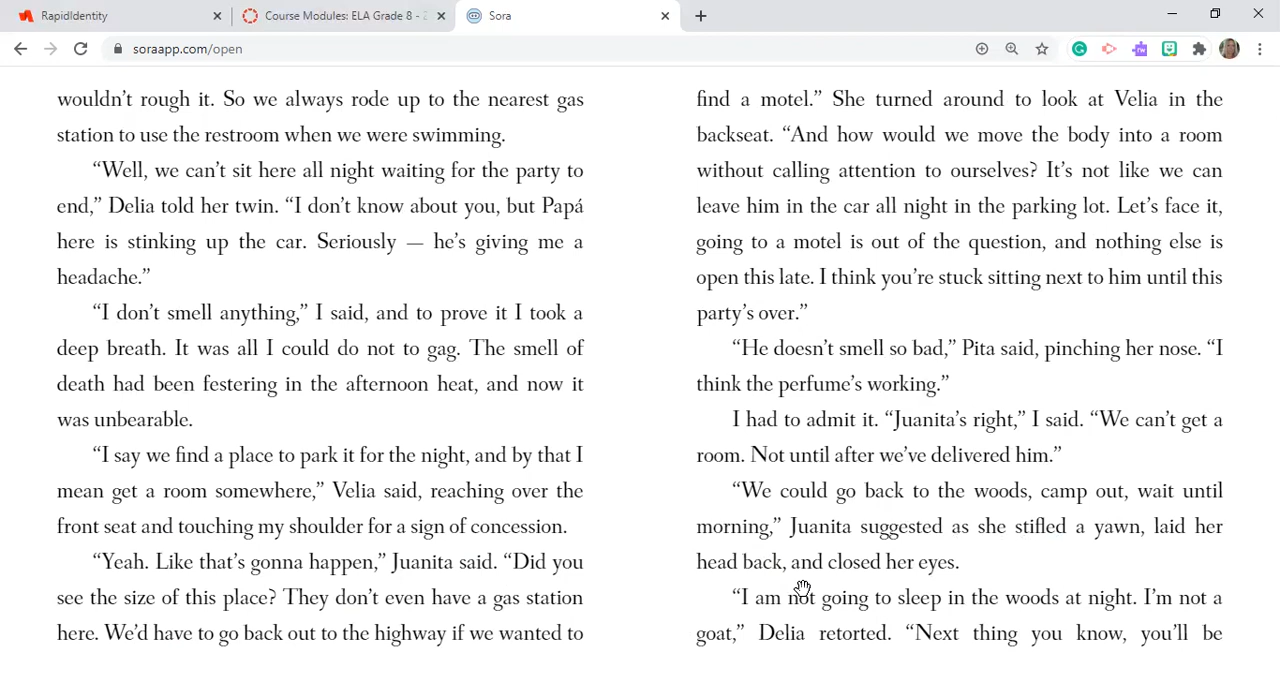 RapidIdentity
Course Modules: ELA Grade 8 -
Sora
soraapp.com/open
wouldn’t rough it. So we always rode up to the nearest gas
station to use the restroom when we were swimming.
“Well, we can’t sit here all night waiting for the party to
end,” Delia told her twin. “I don’t know about you, but Papá
here is stinking up the car. Seriously — he’s giving me a
headache.”
“I don’t smell anything,” I said, and to prove it I took a
deep breath. It was all I could do not to gag. The smell of
death had been festering in the afternoon heat, and now it
was unbearable.
“I say we find a place to park it for the night, and by that I
mean get a room somewhere,” Velia said, reaching over the
front seat and touching my shoulder for a sign of concession.
“Yeah. Like that’s gonna happen,” Juanita said. “Did you
see the size of this place? They don’t even have a gas station
here. We’d have to go back out to the highway if we wanted to
find a motel.” She turned around to look at Velia in the
backseat. “And how would we move the body into a room
without calling attention to ourselves? It’s not like we can
leave him in the car all night in the parking lot. Let’s face it,
going to a motel is out of the question, and nothing else is
open this late. I think you’re stuck sitting next to him until this
party’s over.”
“He doesn’t smell so bad,” Pita said, pinching her nose. “I
think the perfume’s working.”
I had to admit it. “Juanita’s right,” I said. “We can’t get a
room. Not until after we’ve delivered him.”
“We could go back to the woods, camp out, wait until
morning,” Juanita suggested as she stifled a yawn, laid her
head back, and closed her eyes.
“I am not going to sleep in the woods at night. I’m not a
goat,” Delia retorted. “Next thing you know, you’ll be